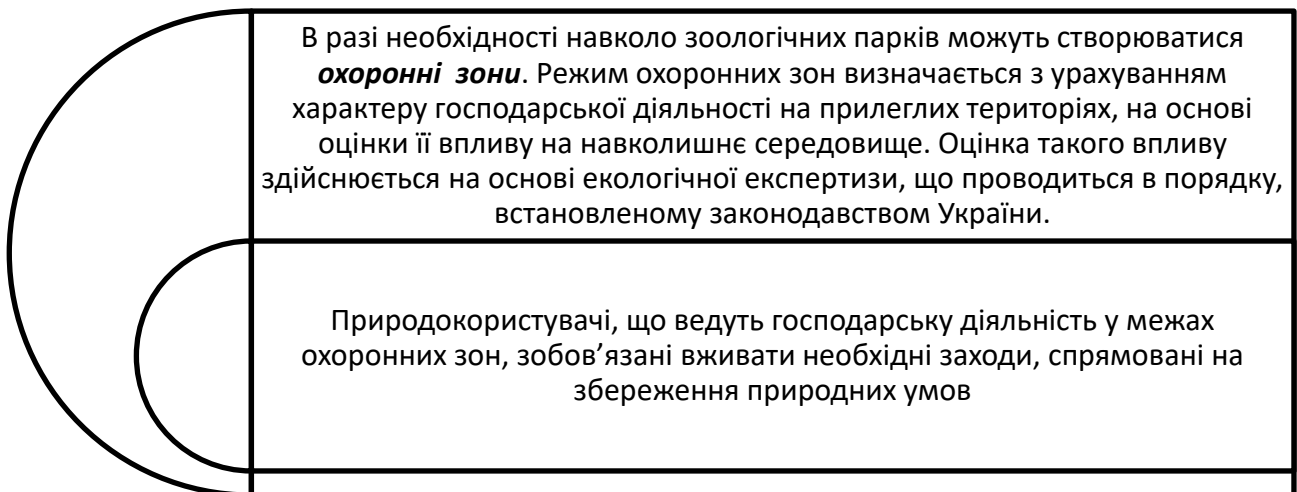 В разі необхідності навколо зоологічних парків можуть створюватися
охоронні зони. Режим охоронних зон визначається з урахуванням
характеру господарської діяльності на прилеглих територіях, на основі
оцінки її впливу на навколишнє середовище. Оцінка такого впливу
здійснюється на основі екологічної експертизи, що проводиться в порядку,
встановленому законодавством України.
Природокористувачі, що ведуть господарську діяльність у межах
охоронних зон, зобов’язані вживати необхідні заходи, спрямовані на
збереження природних умов